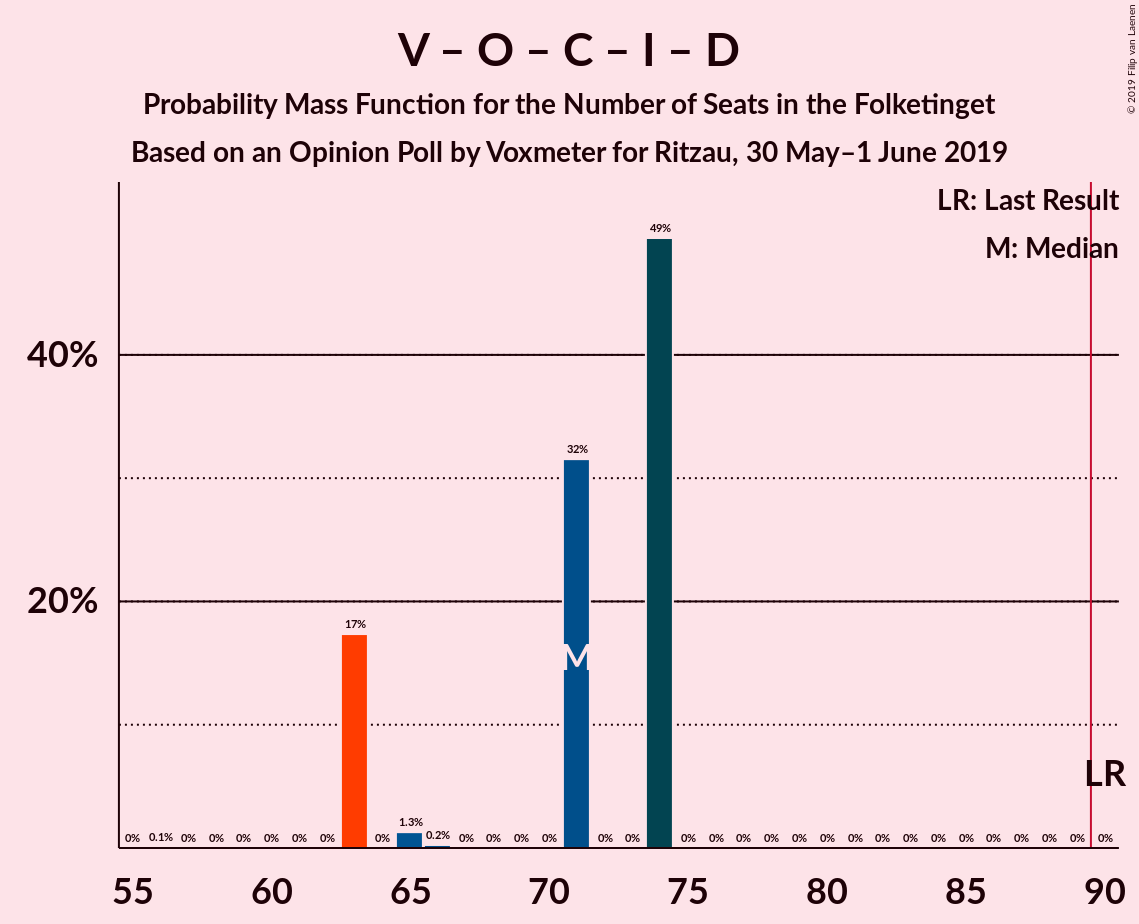 V – O – C – I – D
Probability Mass Function for the Number of Seats in the Folketinget
Based on an Opinion Poll by Voxmeter for Ritzau, 30 May–1 June 2019
© 2019 Filip van Laenen
LR: Last Result
M: Median
49%
40%
32%
20%
17%
M
LR
0% 0.1% 0% 0% 0% 0% 0% 0% 0% 1.3% 0.2% 0% 0% 0% 0% 0% 0% 0% 0% 0% 0% 0% 0% 0% 0% 0% 0% 0% 0% 0% 0% 0% 0%
55 60 65 70 75 80 85 90